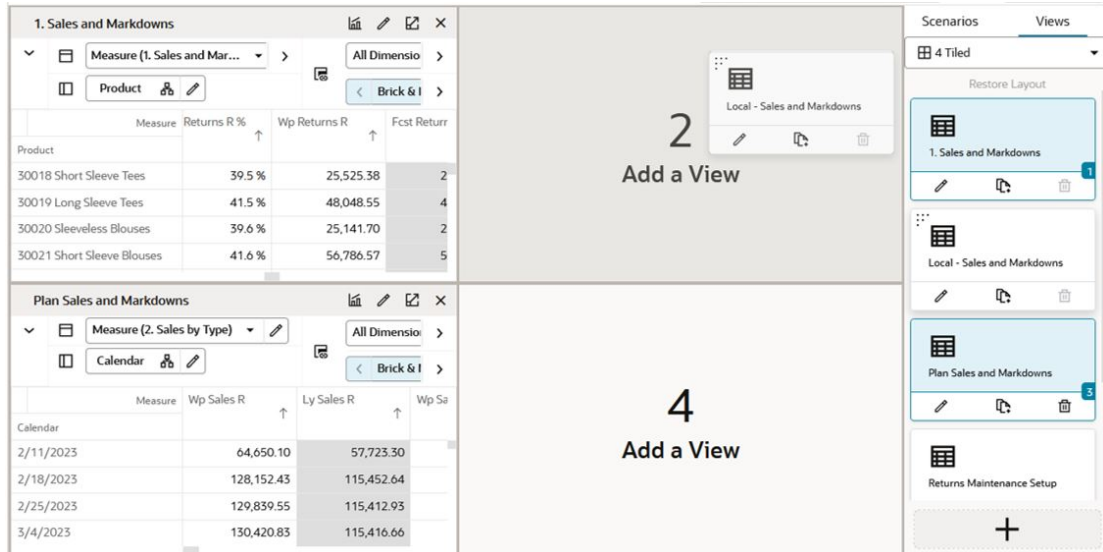 1. Sales and Markdowns
Measure (1. Sales and Mar...
All Dimensio
Product
Brick & I
Measure Returns R % Wp Returns R Fcst Returr
Product
30018 Short Sleeve Tees 39.5 % 25,525.38 2
30019 Long Sleeve Tees 41.5 % 48,048.55 4
30020 Sleeveless Blouses 39.6 % 25,141.70 2
30021 Short Sleeve Blouses 41.6 % 56,786.57 5
2
Add a View
Local - Sales and Markdowns
Plan Sales and Markdowns
Measure (2. Sales by Type)
All Dimensio
Calendar
Brick & I
Measure Wp Sales R Ly Sales R Wp Sa
Calendar
2/11/2023 64,650.10 57,723.30
2/18/2023 128,152.43 115,452.64
2/25/2023 129,839.55 115,412.93
3/4/2023 130,420.83 115,416.66
4
Add a View
Scenarios Views
4 Tiled
Restore Layout
1. Sales and Markdowns
1
Local - Sales and Markdowns
Plan Sales and Markdowns
3
Returns Maintenance Setup